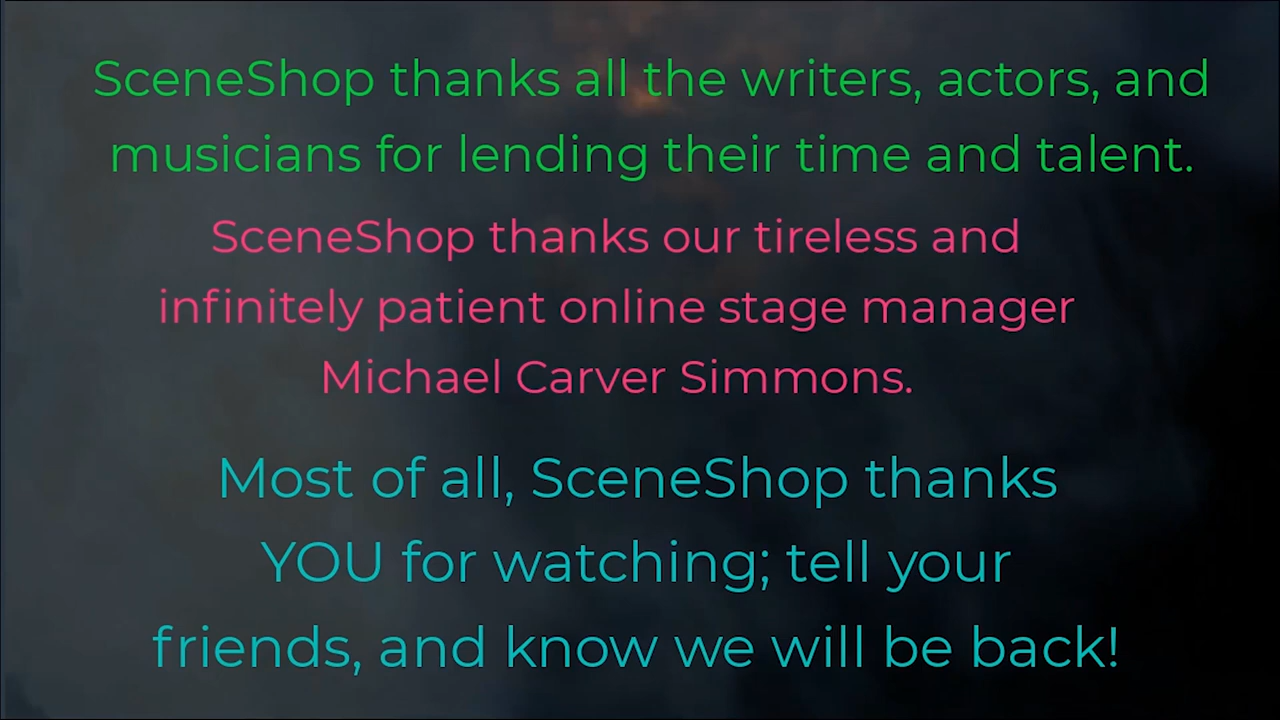 SceneShop thanks all the writers, actors, and
musicians for lending their time and talent.
SceneShop thanks our tireless and
infinitely patient online stage manager
Michael Carver Simmons.
Most of all, SceneShop thanks
YOU for watching; tell your
friends, and know we will be back!